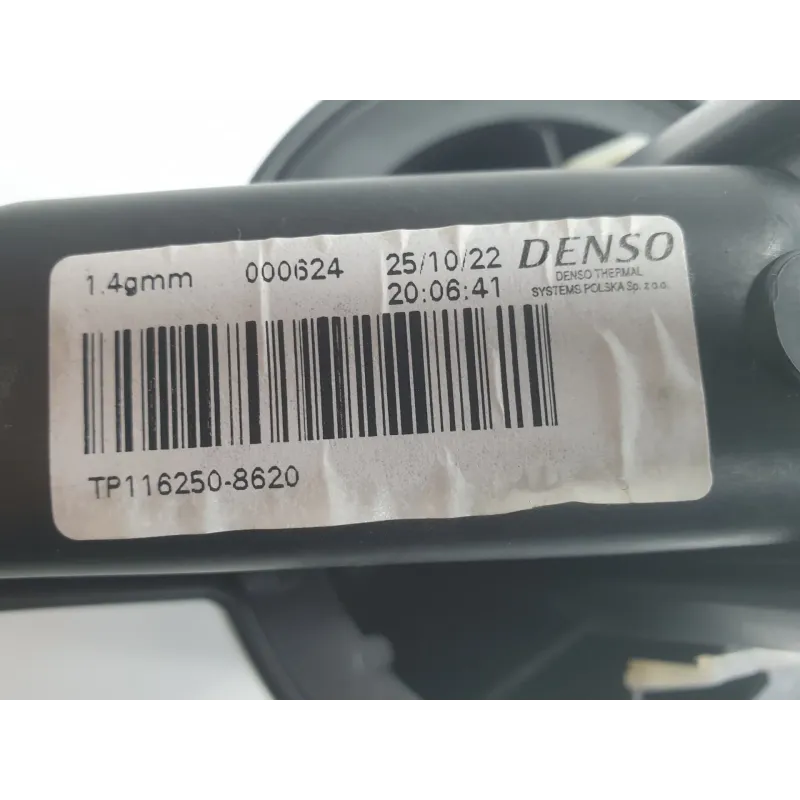 1.4gmm 000624 25/10/22 DENSO
DENSO THERMAL
20:06:41 SYSTEMS POLSKA Sp. z o.o.
TP116250-8620